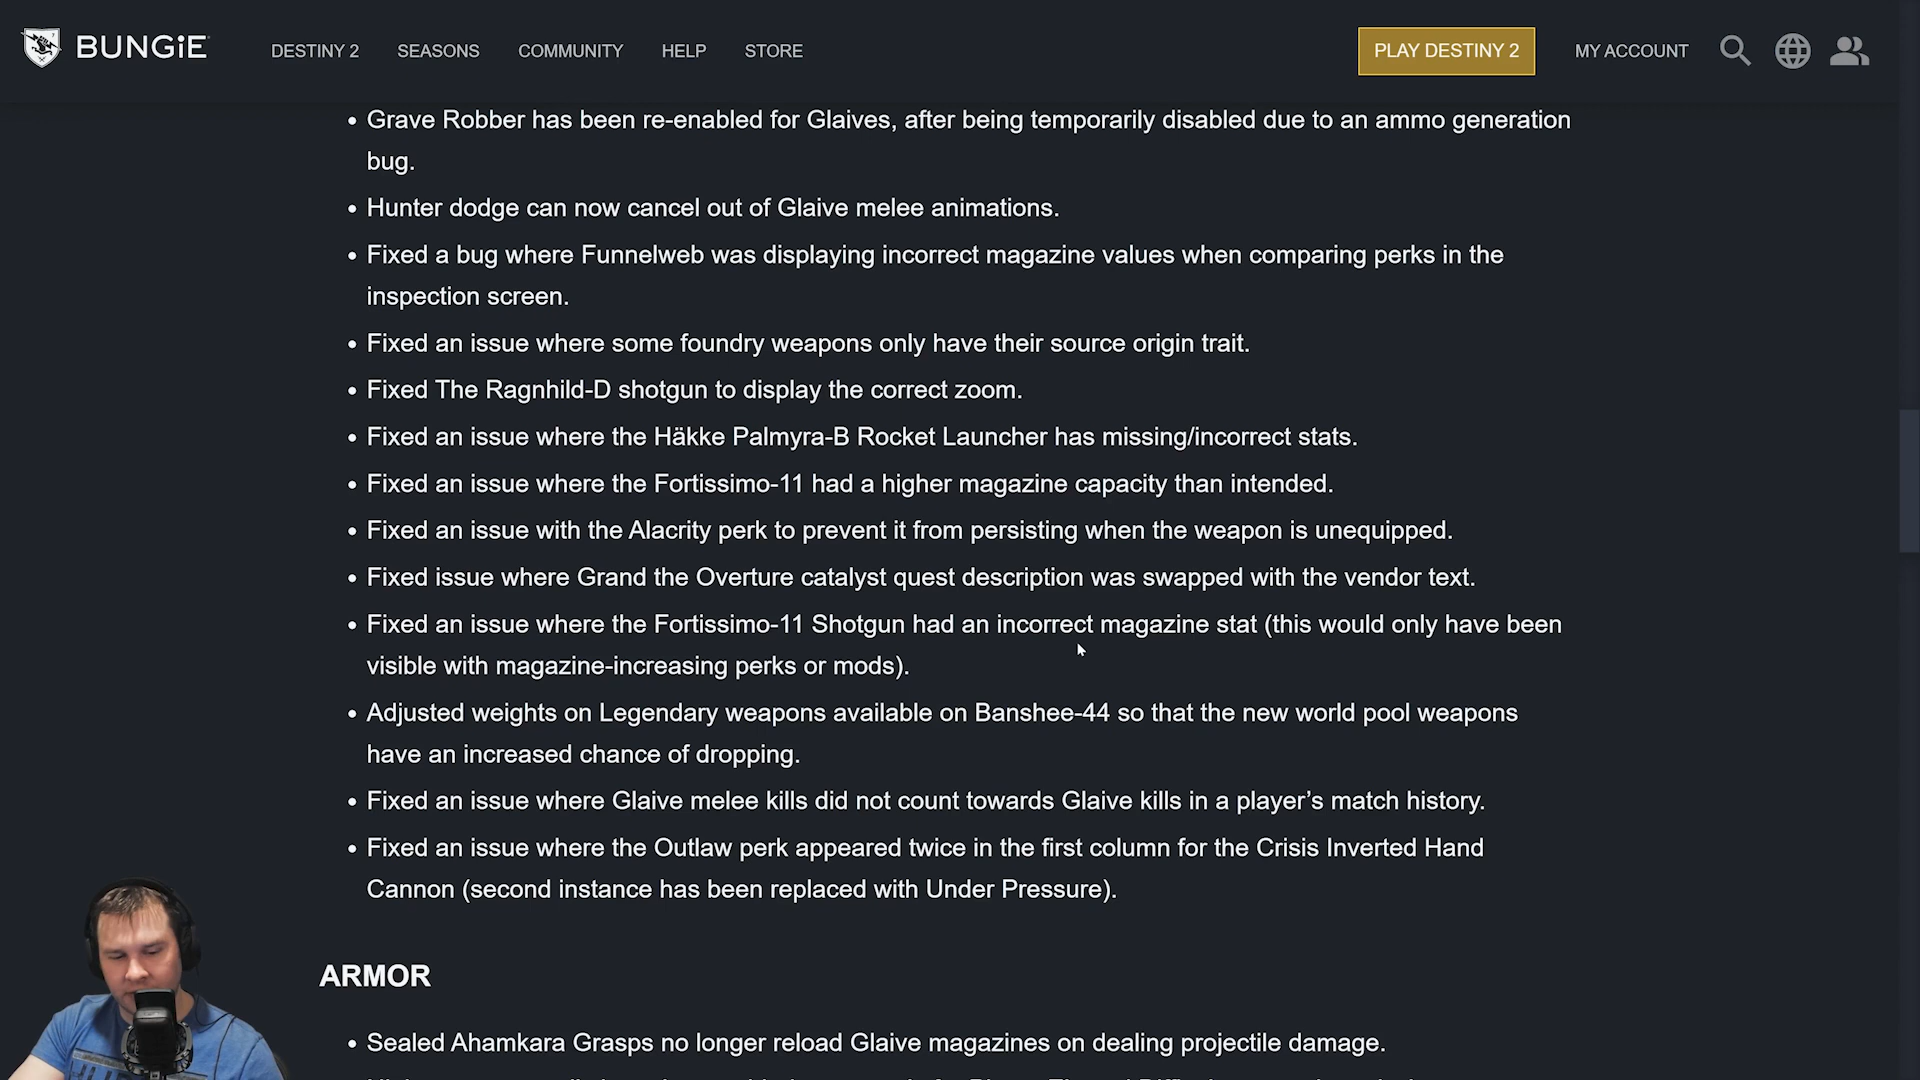 BUNGiE
DESTINY 2
SEASONS
COMMUNITY
HELP
STORE
PLAY DESTINY 2
MY ACCOUNT
• Grave Robber has been re-enabled for Glaives, after being temporarily disabled due to an ammo generation
bug.
• Hunter dodge can now cancel out of Glaive melee animations.
• Fixed a bug where Funnelweb was displaying incorrect magazine values when comparing perks in the
inspection screen.
• Fixed an issue where some foundry weapons only have their source origin trait.
• Fixed The Ragnhild-D shotgun to display the correct zoom.
• Fixed an issue where the Häkke Palmyra-B Rocket Launcher has missing/incorrect stats.
• Fixed an issue where the Fortissimo-11 had a higher magazine capacity than intended.
• Fixed an issue with the Alacrity perk to prevent it from persisting when the weapon is unequipped.
• Fixed issue where Grand the Overture catalyst quest description was swapped with the vendor text.
• Fixed an issue where the Fortissimo-11 Shotgun had an incorrect magazine stat (this would only have been
visible with magazine-increasing perks or mods).
• Adjusted weights on Legendary weapons available on Banshee-44 so that the new world pool weapons
have an increased chance of dropping.
• Fixed an issue where Glaive melee kills did not count towards Glaive kills in a player’s match history.
• Fixed an issue where the Outlaw perk appeared twice in the first column for the Crisis Inverted Hand
Cannon (second instance has been replaced with Under Pressure).
ARMOR
• Sealed Ahamkara Grasps no longer reload Glaive magazines on dealing projectile damage.